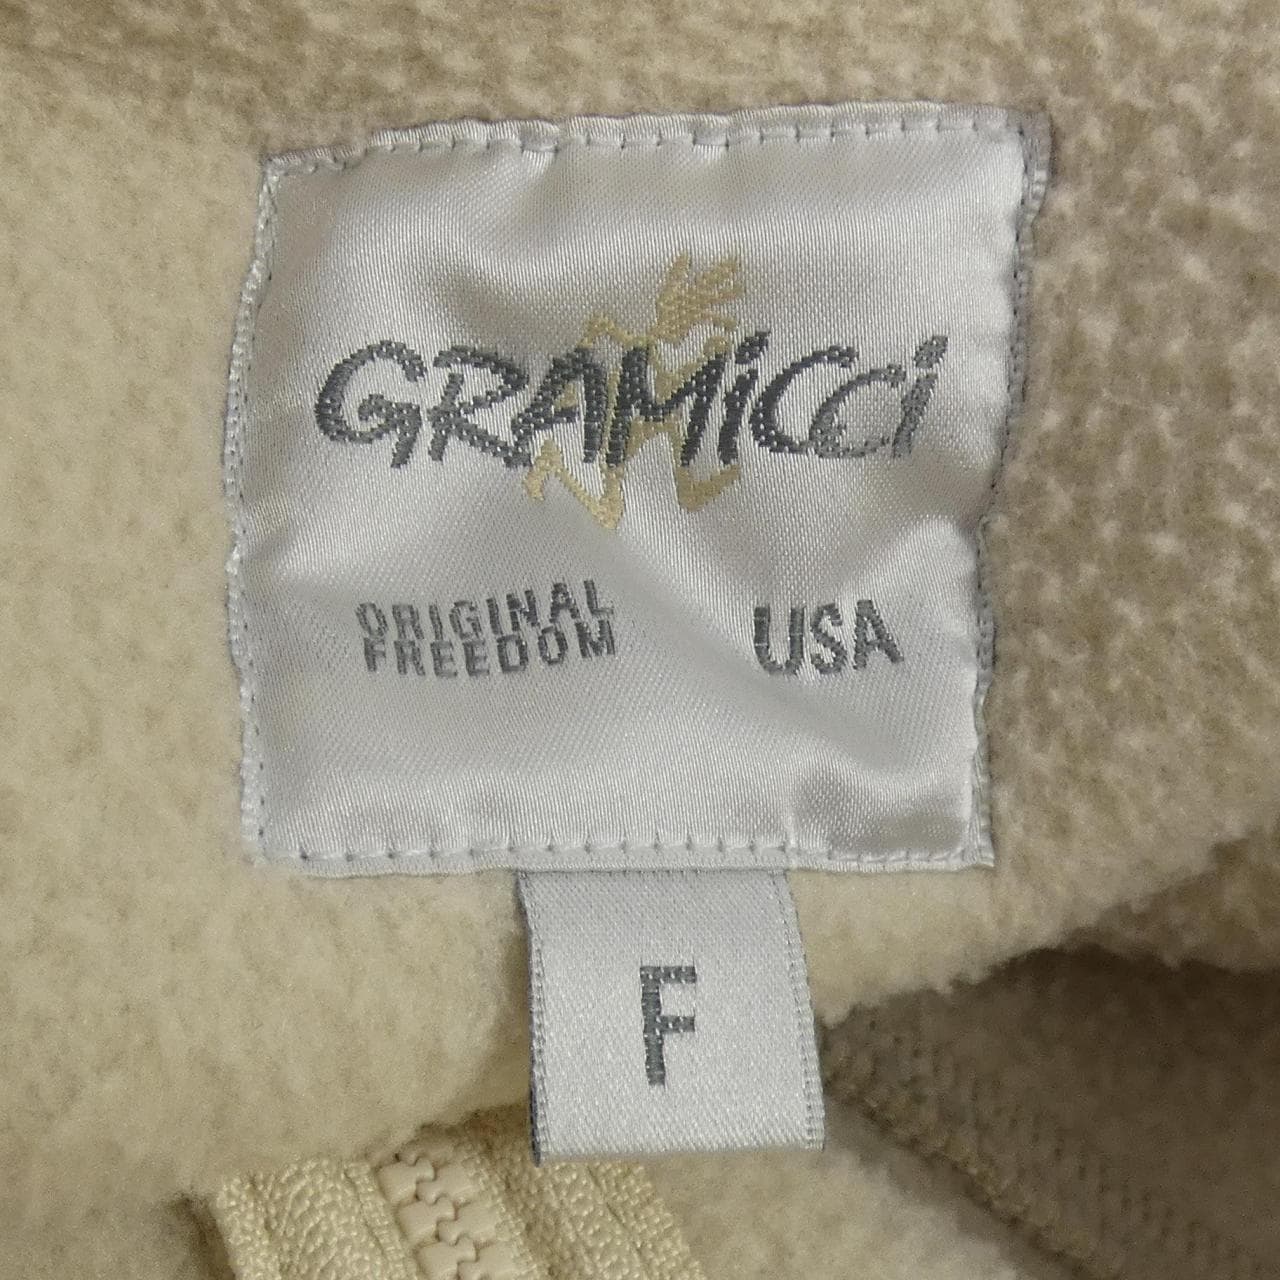 GRAMiCCi
ORIGINAL
FREEDOM
USA
F